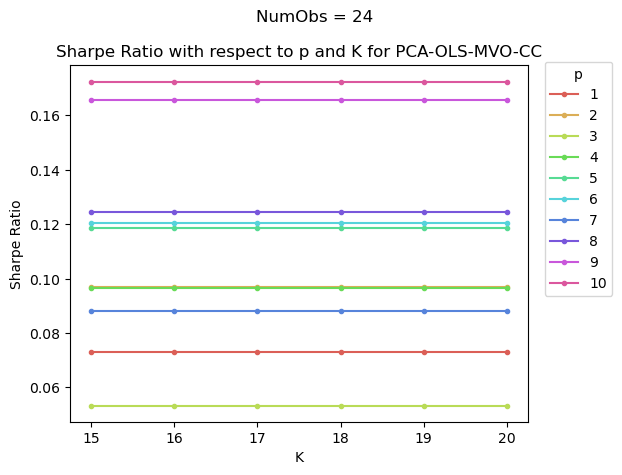 NumObs = 24
Sharpe Ratio with respect to p and K for PCA-OLS-MVO-CC
p
1
2
3
4
5
6
7
8
9
10
0.16
0.14
0.12
0.10
0.08
0.06
Sharpe Ratio
15 16 17 18 19 20
K